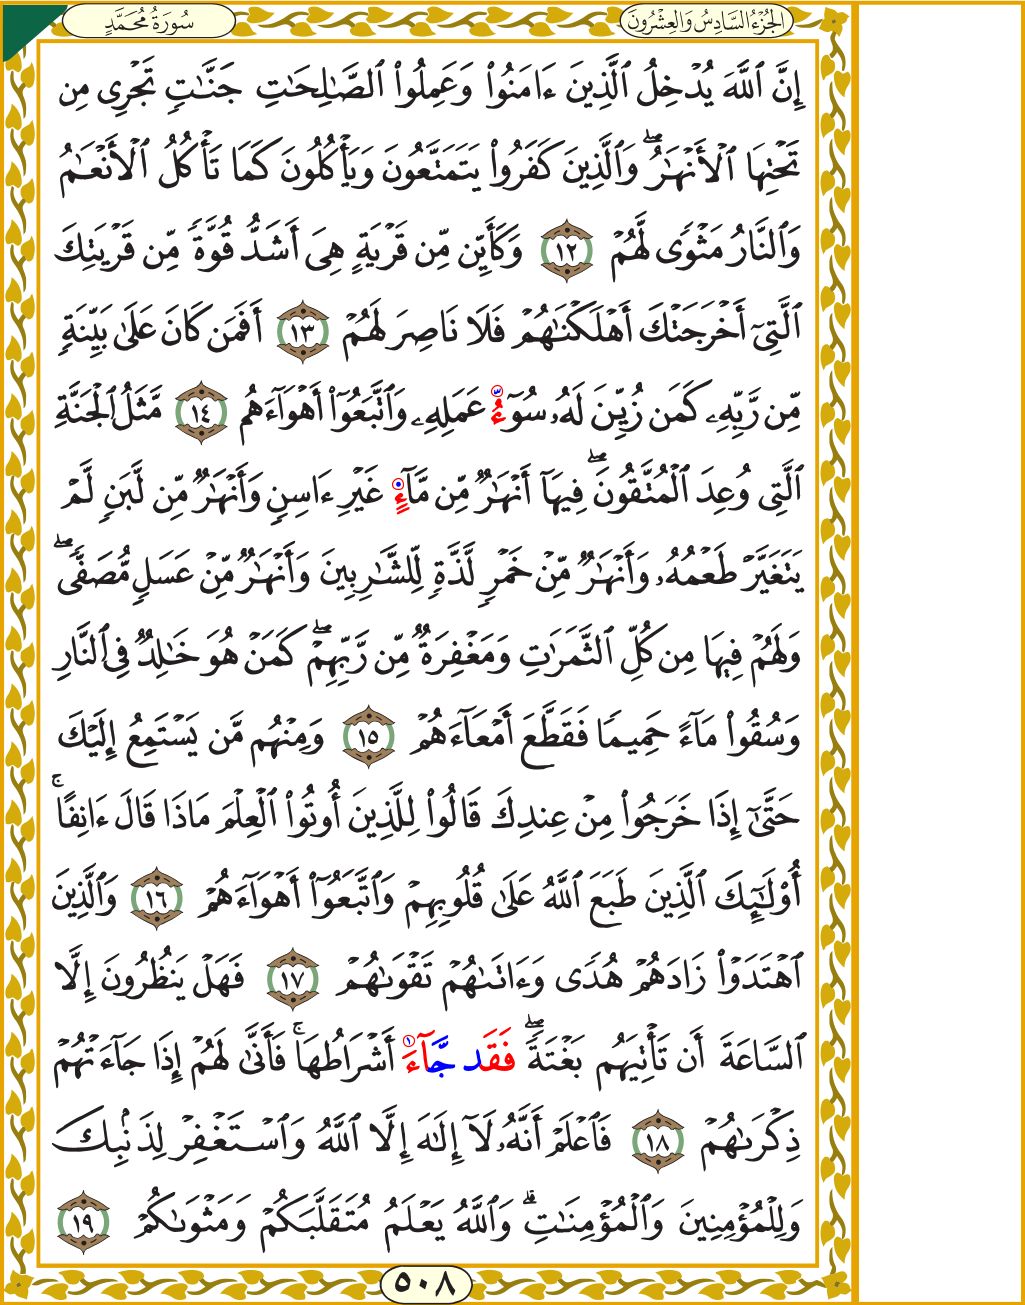 الجُزْءُ السَّادِسُ وَالعِشْرُونَ
سُورَةُ مُحَمَّدٍ
إِنَّ ٱللَّهَ يُدْخِلُ ٱلَّذِينَ ءَامَنُوا۟ وَعَمِلُوا۟ ٱلصَّـٰلِحَـٰتِ جَنَّـٰتٍ تَجْرِى مِن
تَحْتِهَا ٱلْأَنْهَـٰرُ ۖ وَٱلَّذِينَ كَفَرُوا۟ يَتَمَتَّعُونَ وَيَأْكُلُونَ كَمَا تَأْكُلُ ٱلْأَنْعَـٰمُ
وَٱلنَّارُ مَثْوًى لَّهُمْ ١٢ وَكَأَيِّن مِّن قَرْيَةٍ هِىَ أَشَدُّ قُوَّةً مِّن قَرْيَتِكَ
ٱلَّتِىٓ أَخْرَجَتْكَ أَهْلَكْنَـٰهُمْ فَلَا نَاصِرَ لَهُمْ ١٣ أَفَمَن كَانَ عَلَىٰ بَيِّنَةٍ
مِّن رَّبِّهِۦ كَمَن زُيِّنَ لَهُۥ سُوٓءُ عَمَلِهِۦ وَٱتَّبَعُوٓا۟ أَهْوَآءَهُم ١٤ مَّثَلُ ٱلْجَنَّةِ
ٱلَّتِى وُعِدَ ٱلْمُتَّقُونَ ۖ فِيهَآ أَنْهَـٰرٌ مِّن مَّآءٍ غَيْرِ ءَاسِنٍ وَأَنْهَـٰرٌ مِّن لَّبَنٍ لَّمْ
يَتَغَيَّرْ طَعْمُهُۥ وَأَنْهَـٰرٌ مِّنْ خَمْرٍ لَّذَّةٍ لِّلشَّـٰرِبِينَ وَأَنْهَـٰرٌ مِّنْ عَسَلٍ مُّصَفًّى ۖ
وَلَهُمْ فِيهَا مِن كُلِّ ٱلثَّمَرَٰتِ وَمَغْفِرَةٌ مِّن رَّبِّهِمْ ۖ كَمَنْ هُوَ خَـٰلِدٌ فِى ٱلنَّارِ
وَسُقُوا۟ مَآءً حَمِيمًا فَقَطَّعَ أَمْعَآءَهُمْ ١٥ وَمِنْهُم مَّن يَسْتَمِعُ إِلَيْكَ
حَتَّىٰٓ إِذَا خَرَجُوا۟ مِنْ عِندِكَ قَالُوا۟ لِلَّذِينَ أُوتُوا۟ ٱلْعِلْمَ مَاذَا قَالَ ءَانِفًا ۚ
أُو۟لَـٰٓئِكَ ٱلَّذِينَ طَبَعَ ٱللَّهُ عَلَىٰ قُلُوبِهِمْ وَٱتَّبَعُوٓا۟ أَهْوَآءَهُمْ ١٦ وَٱلَّذِينَ
ٱهْتَدَوْا۟ زَادَهُمْ هُدًى وَءَاتَىٰهُمْ تَقْوَىٰهُمْ ١٧ فَهَلْ يَنظُرُونَ إِلَّا
ٱلسَّاعَةَ أَن تَأْتِيَهُم بَغْتَةً ۖ فَقَد جَّآءَ أَشْرَاطُهَا ۚ فَأَنَّىٰ لَهُمْ إِذَا جَآءَتْهُمْ
ذِكْرَىٰهُمْ ١٨ فَٱعْلَمْ أَنَّهُۥ لَآ إِلَـٰهَ إِلَّا ٱللَّهُ وَٱسْتَغْفِرْ لِذَنۢبِكَ
وَلِلْمُؤْمِنِينَ وَٱلْمُؤْمِنَـٰتِ ۗ وَٱللَّهُ يَعْلَمُ مُتَقَلَّبَكُمْ وَمَثْوَىٰكُمْ ١٩
٥٠٨